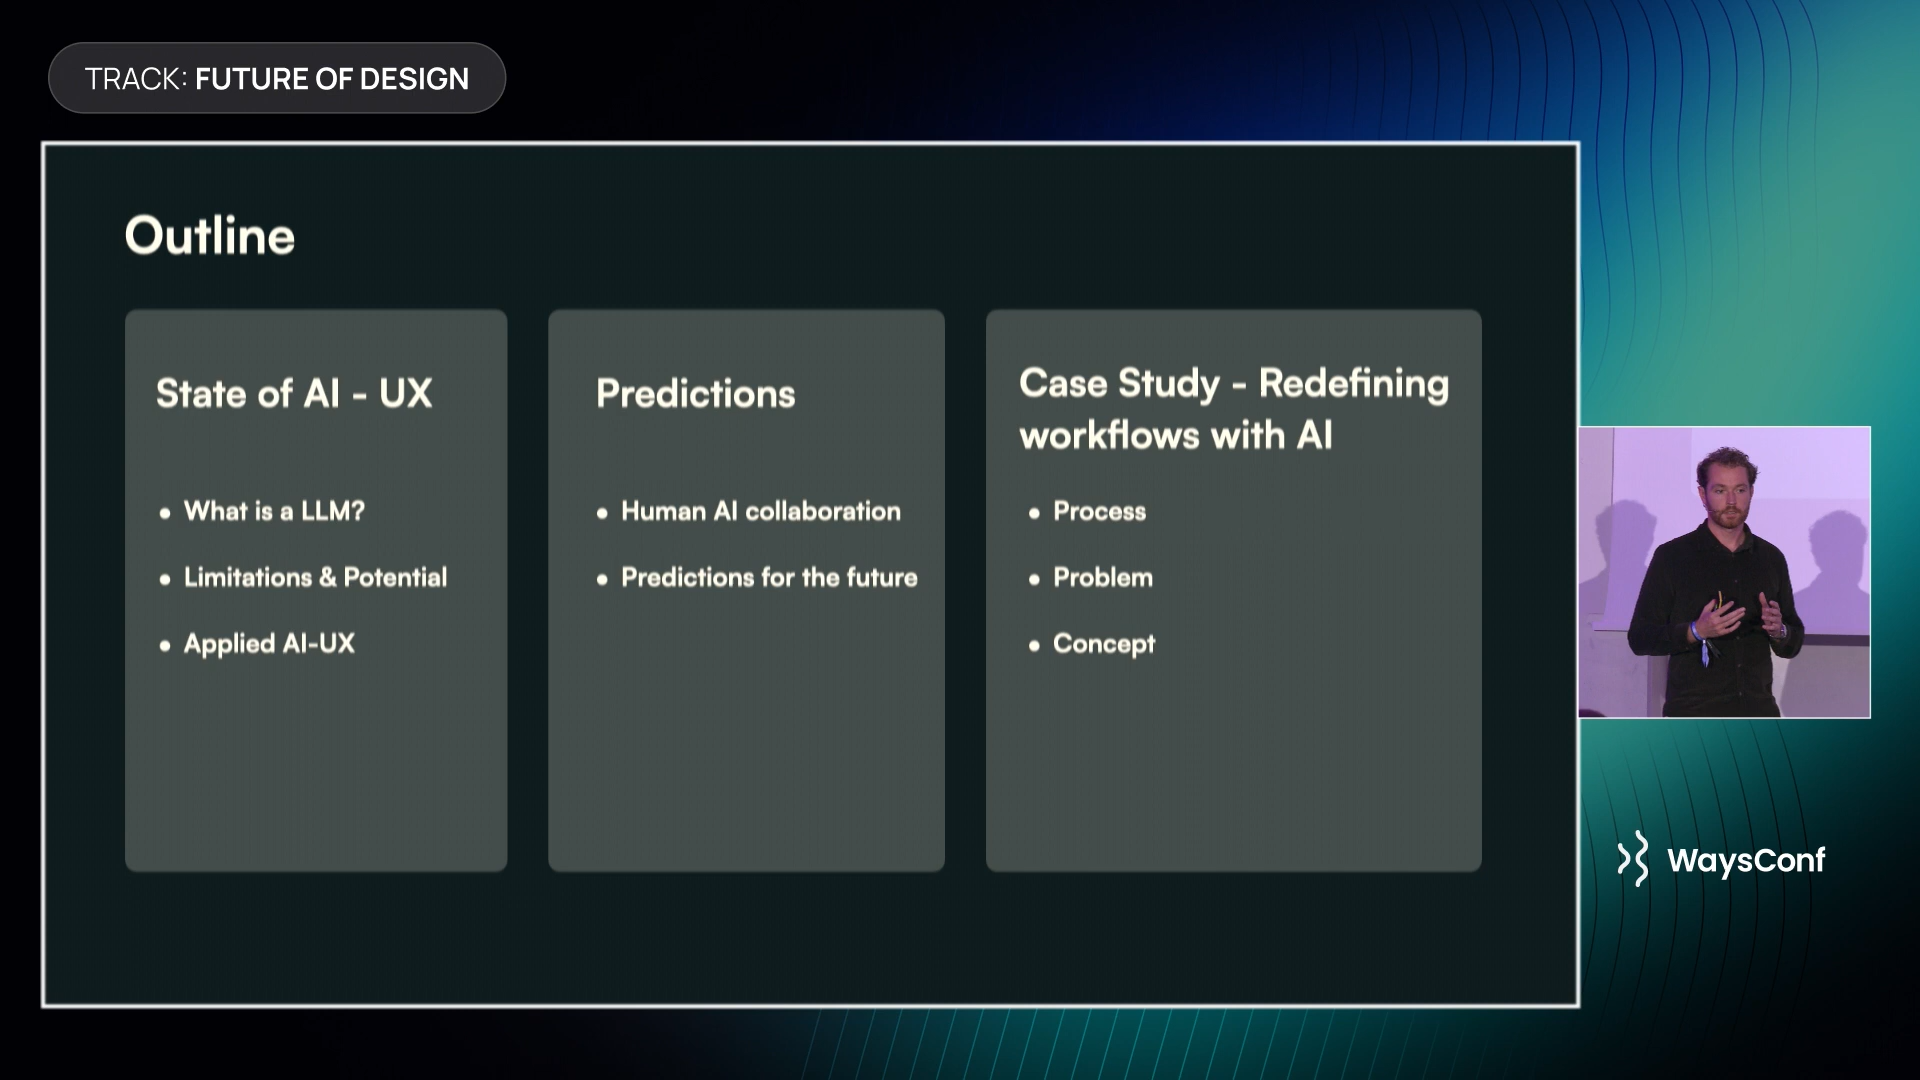 TRACK: FUTURE OF DESIGN
Outline
State of AI - UX
• What is a LLM?
• Limitations & Potential
• Applied AI-UX
Predictions
• Human AI collaboration
• Predictions for the future
Case Study - Redefining
workflows with AI
• Process
• Problem
• Concept
WaysConf